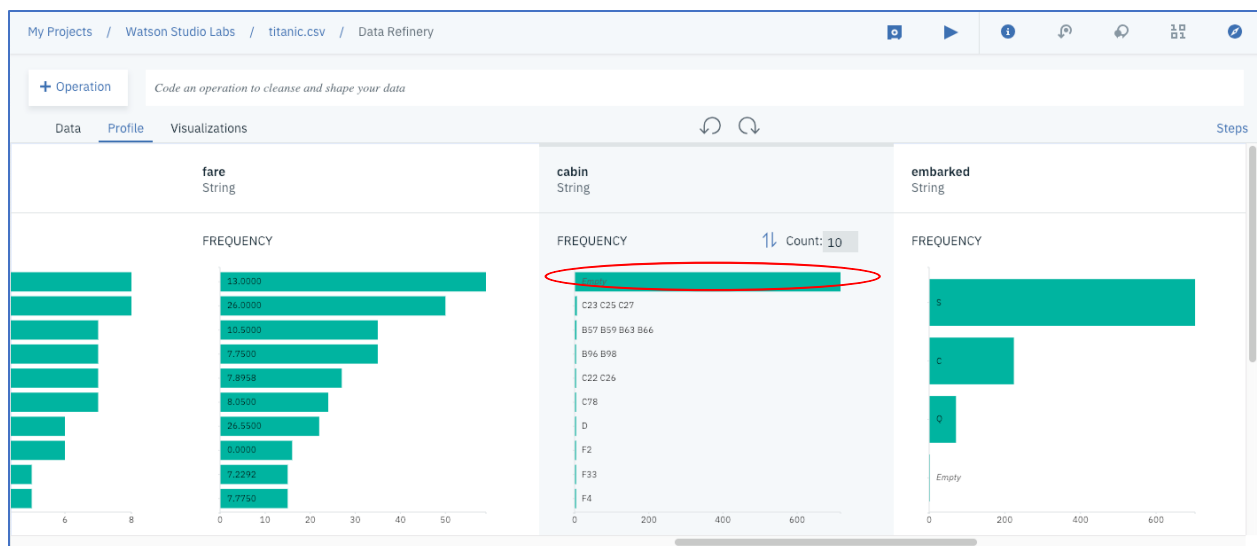 My Projects / Watson Studio Labs / titanic.csv / Data Refinery
+ Operation
Code an operation to cleanse and shape your data
Data Profile Visualizations
Steps
fare
String
FREQUENCY
13.0000
26.0000
10.5000
7.7500
7.8958
8.0500
26.5500
0.0000
7.2292
7.7750
6 8
0 10 20 30 40 50
cabin
String
FREQUENCY
Count: 10
Empty
C23 C25 C27
B57 B59 B63 B66
B96 B98
C22 C26
C78
D
F2
F33
F4
0 200 400 600
embarked
String
FREQUENCY
S
C
Q
Empty
0 200 400 600